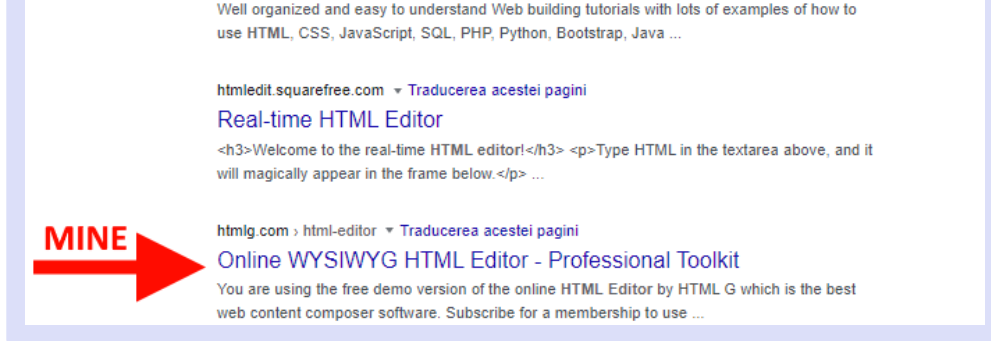 Well organized and easy to understand Web building tutorials with lots of examples of how to
use HTML, CSS, JavaScript, SQL, PHP, Python, Bootstrap, Java ...
htmledit.squarefree.com ▾ Traducerea acestei pagini
Real-time HTML Editor
<h3>Welcome to the real-time HTML editor!</h3> <p>Type HTML in the textarea above, and it
will magically appear in the frame below.</p> ...
MINE
htmlg.com › html-editor ▾ Traducerea acestei pagini
Online WYSIWYG HTML Editor - Professional Toolkit
You are using the free demo version of the online HTML Editor by HTML G which is the best
web content composer software. Subscribe for a membership to use ...